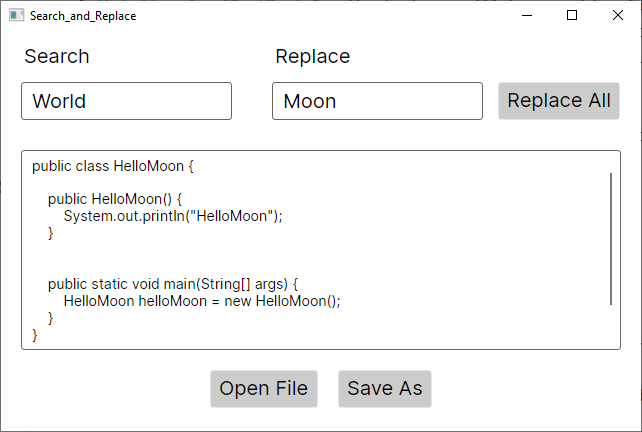 Search_and_Replace
Search Replace
World Moon Replace All
public class HelloMoon {
public HelloMoon() {
System.out.println("HelloMoon");
}
public static void main(String[] args) {
HelloMoon helloMoon = new HelloMoon();
}
}
Open File Save As